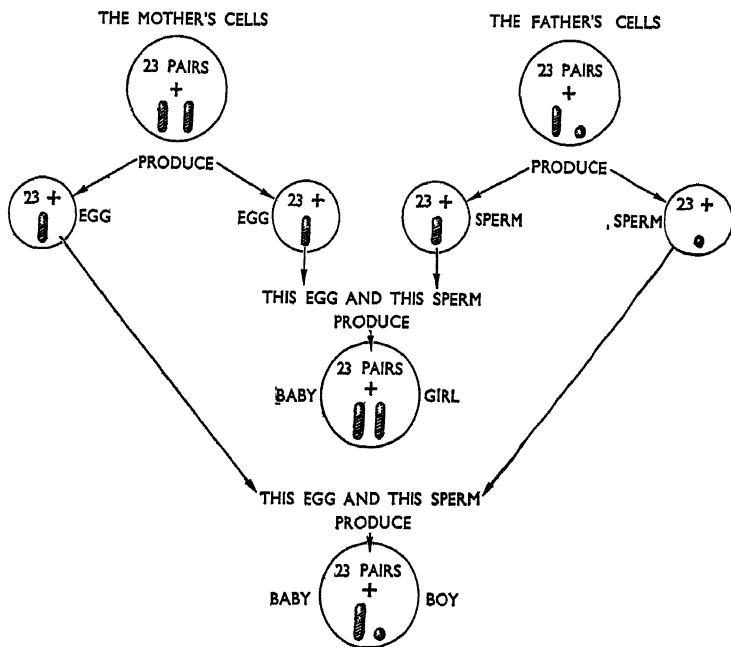 THE MOTHER'S CELLS
THE FATHER'S CELLS
23 PAIRS
+
23 PAIRS
+
PRODUCE
PRODUCE
23 +
EGG
EGG
23 +
23 +
SPERM
SPERM
23 +
THIS EGG AND THIS SPERM
PRODUCE
23 PAIRS
+
BABY
GIRL
THIS EGG AND THIS SPERM
PRODUCE
23 PAIRS
+
BABY
BOY